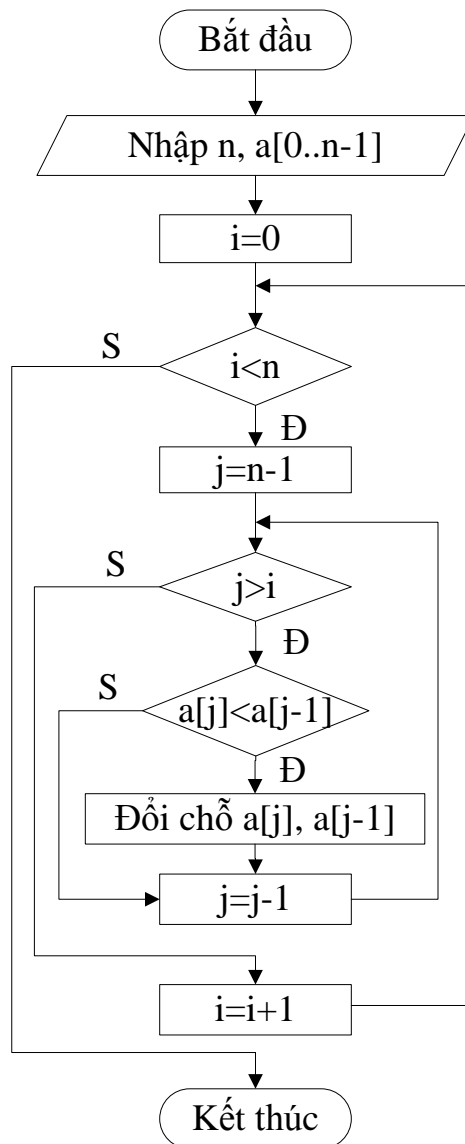 Bắt đầu
Nhập n, a[0..n-1]
i=0
S
i<n
Đ
j=n-1
S
j>i
Đ
S
a[j]<a[j-1]
Đ
Đổi chỗ a[j], a[j-1]
j=j-1
i=i+1
Kết thúc